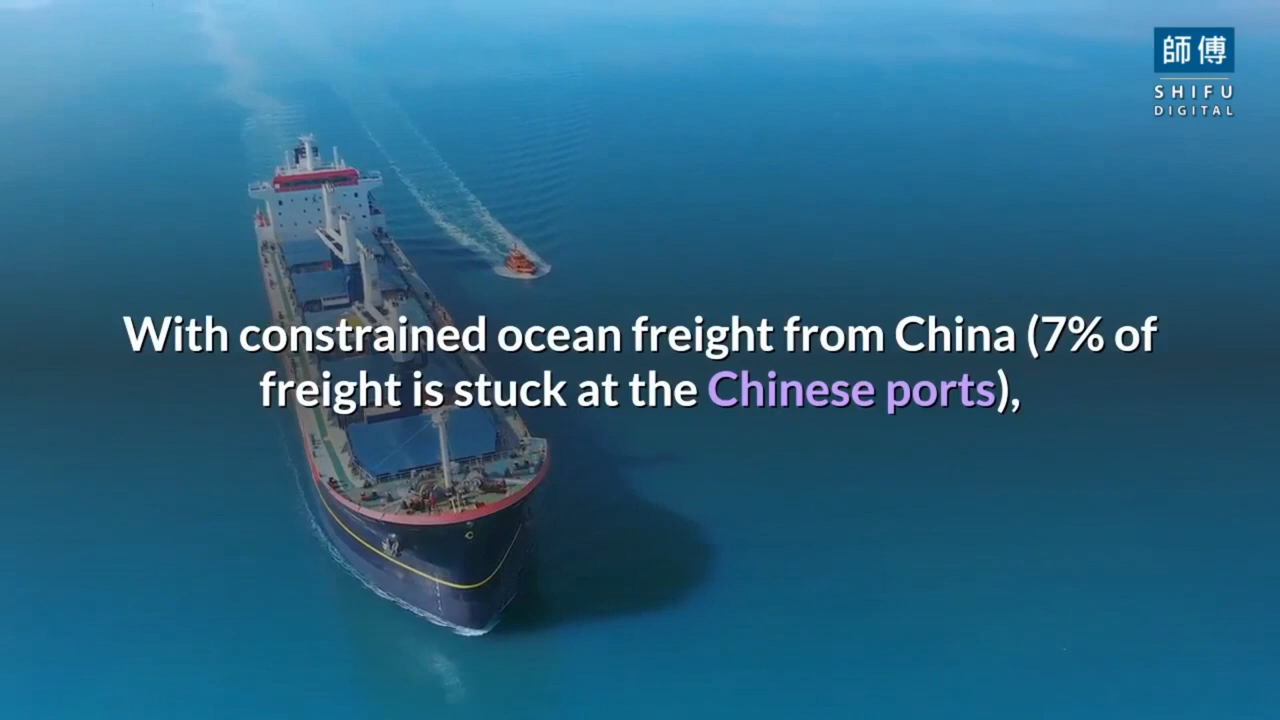 師傅
SHIFU
DIGITAL
With constrained ocean freight from China (7% of
freight is stuck at the Chinese ports),